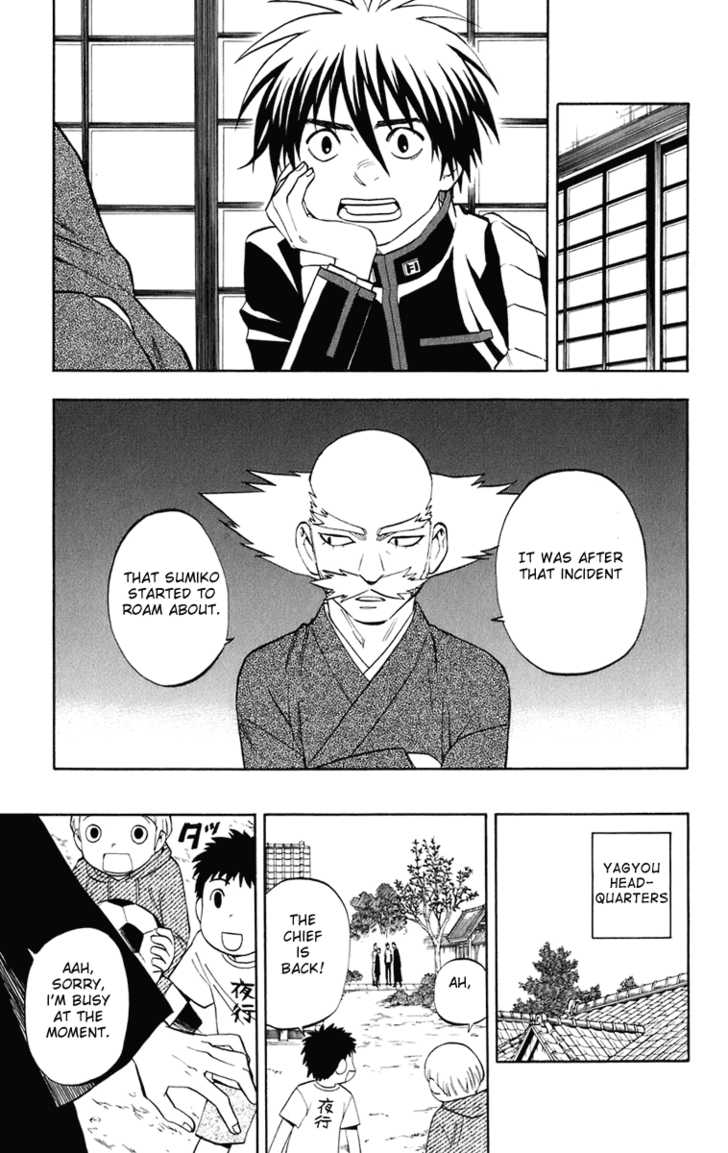 IT WAS AFTER
THAT INCIDENT
THAT SUMIKO
STARTED TO
ROAM ABOUT.
YAGYOU
HEAD-
QUARTERS
AH,
THE
CHIEF
IS
BACK!
夜行
ダッ
夜行
AAH,
SORRY,
I'M BUSY
AT THE
MOMENT.